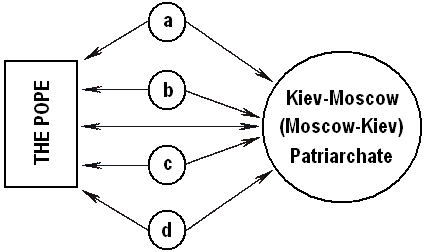 a
b
THE POPE
Kiev-Moscow
(Moscow-Kiev)
Patriarchate
c
d